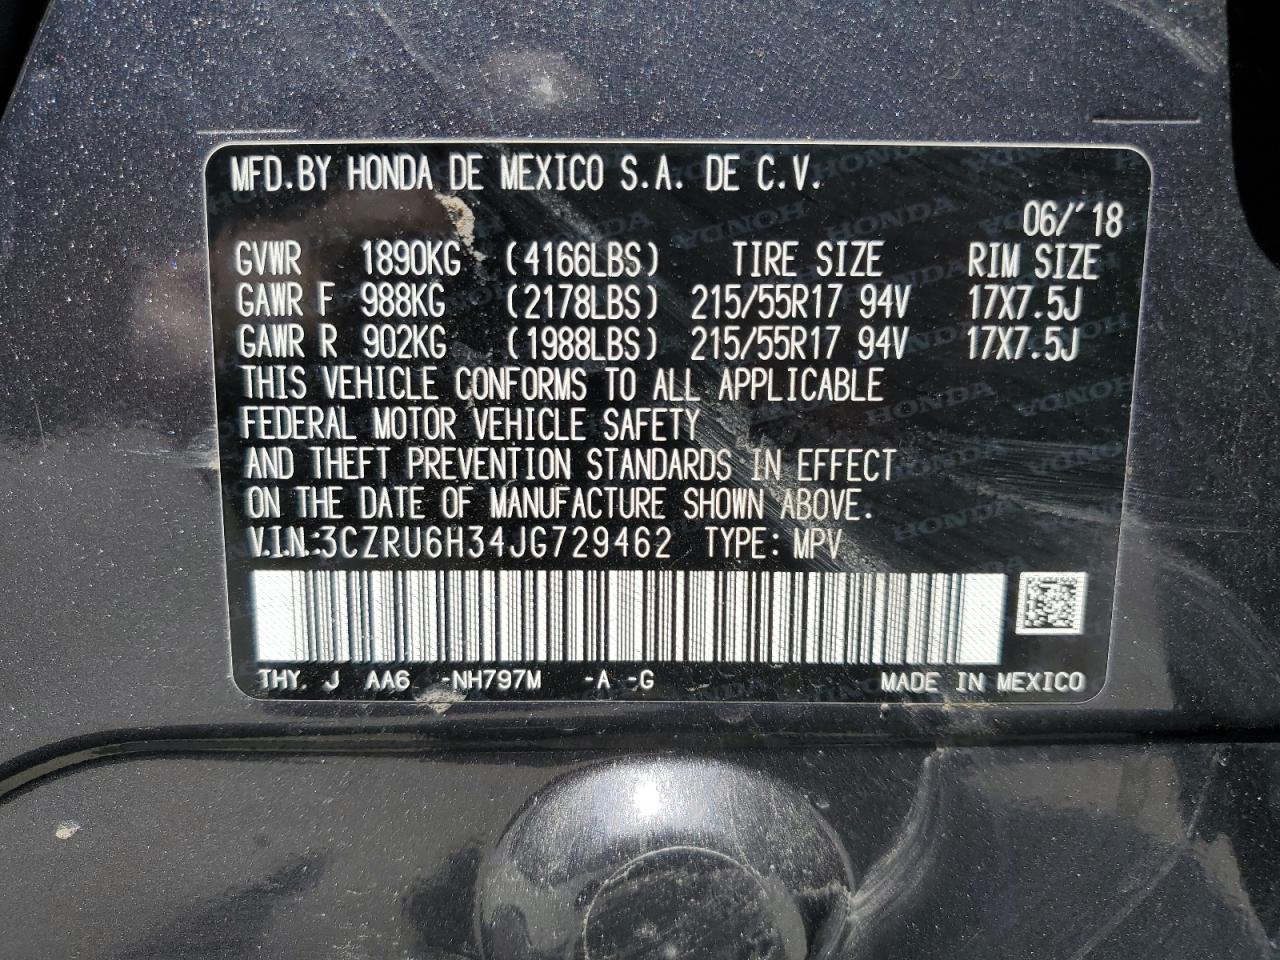 MFD.BY HONDA DE MEXICO S.A. DE C.V.
06/'18
GVWR 1890KG (4166LBS) TIRE SIZE RIM SIZE
GAWR F 988KG (2178LBS) 215/55R17 94V 17X7.5J
GAWR R 902KG (1988LBS) 215/55R17 94V 17X7.5J
THIS VEHICLE CONFORMS TO ALL APPLICABLE
FEDERAL MOTOR VEHICLE SAFETY
AND THEFT PREVENTION STANDARDS IN EFFECT
ON THE DATE OF MANUFACTURE SHOWN ABOVE.
V.I.N.:3CZRU6H34JG729462 TYPE: MPV
THY. J AA6 -NH797M -A -G MADE IN MEXICO